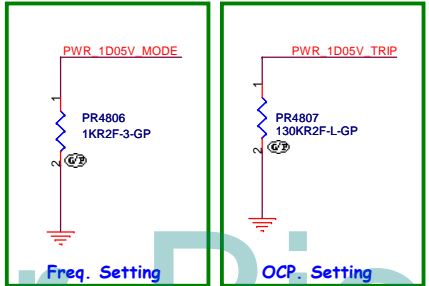 PWR_1D05V_MODE
1
PR4806
1KR2F-3-GP
2
G/P
Freq. Setting
PWR_1D05V_TRIP
1
PR4807
130KR2F-L-GP
2
G/P
OCP. Setting